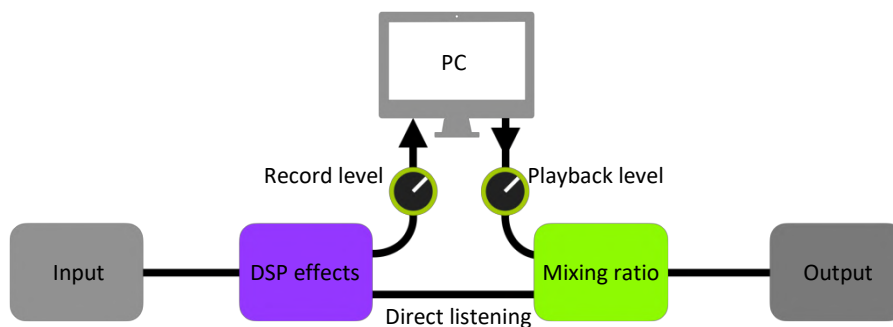 PC
Record level
Playback level
Input
DSP effects
Mixing ratio
Output
Direct listening